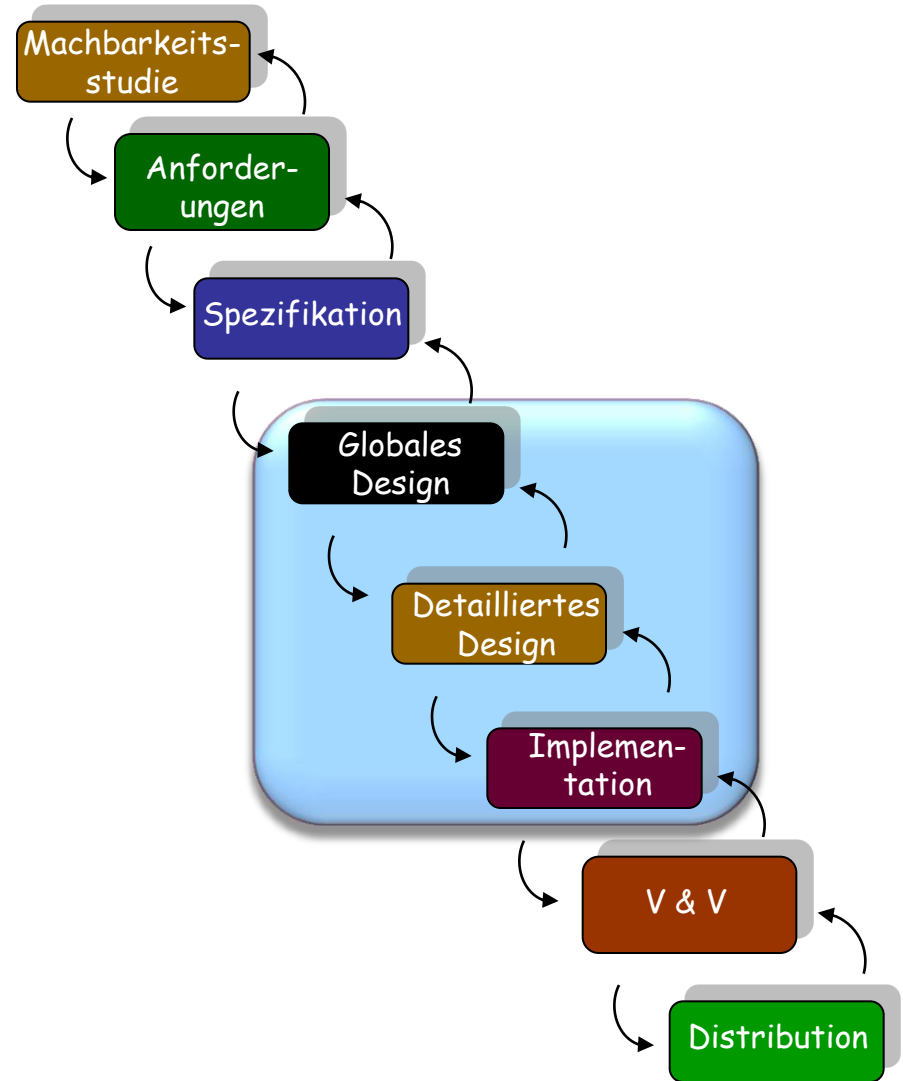 Machbarkeits-
studie
Anforder-
ungen
Spezifikation
Globales
Design
Detailliertes
Design
Implemen-
tation
V & V
Distribution